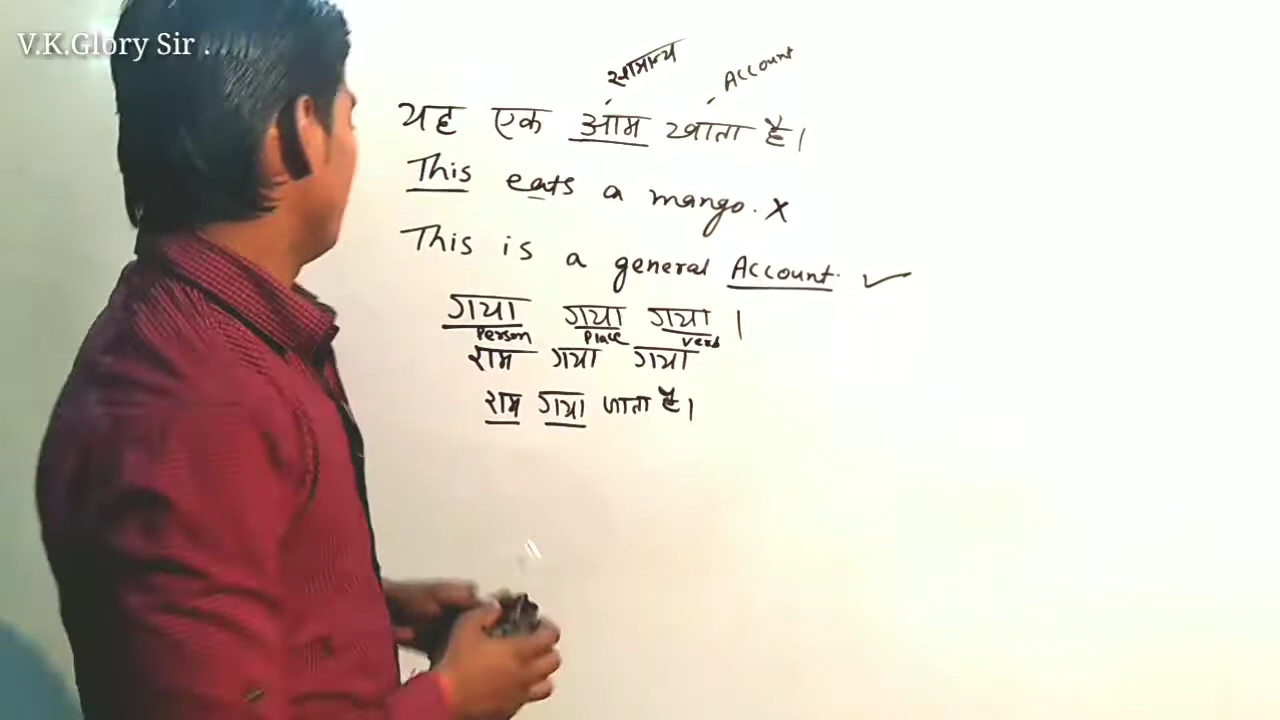 V.K.Glory Sir .
सामान्य Account
यह एक आम खाता है।
This eats a mango. X
This is a general Account. ✓
गया गया गया ।
Person Place verb
राम गया गया
राम गया जाता है।